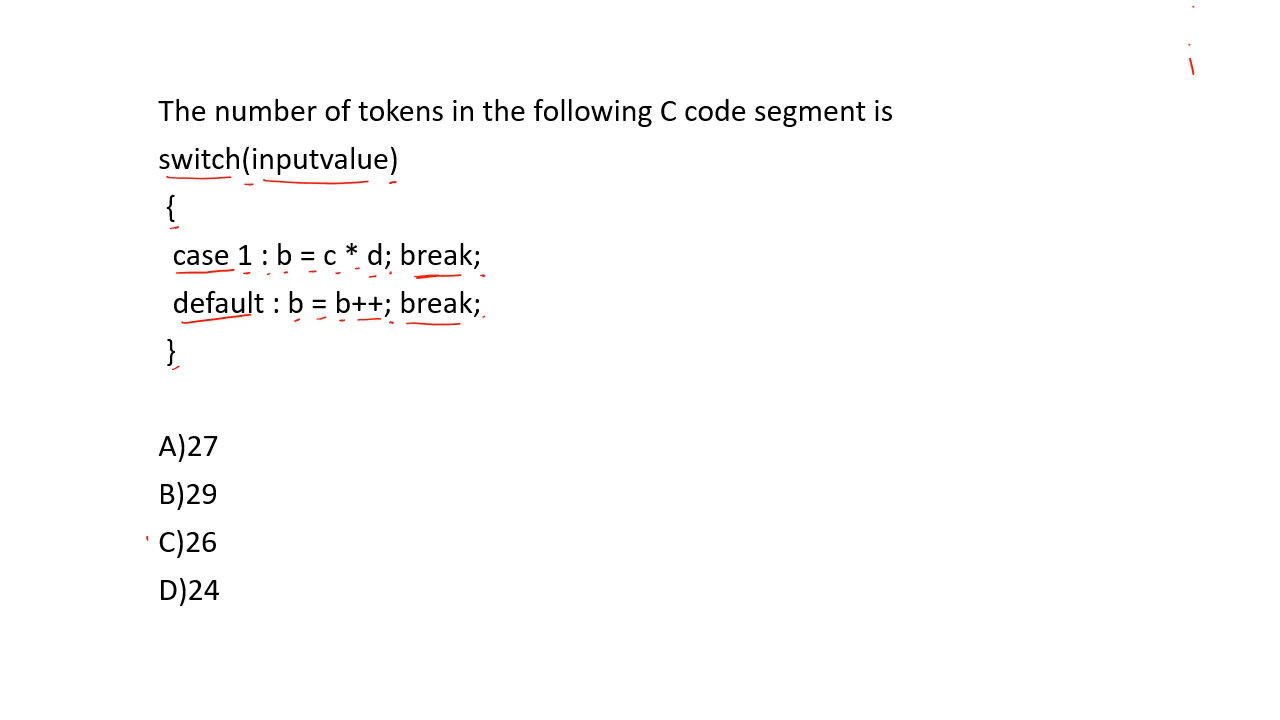 The number of tokens in the following C code segment is
switch(inputvalue)
{
case 1 : b = c * d; break;
default : b = b++; break;
}
A)27
B)29
C)26
D)24